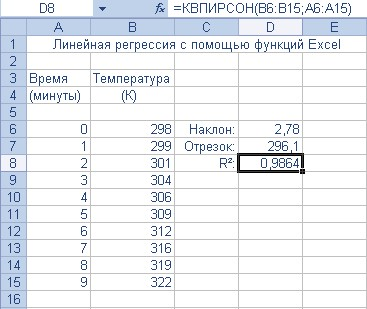 D8 fx =КВПИРСОН(B6:B15;A6:A15)
A B C D E
1 Линейная регрессия с помощью функций Excel
2
3 Время Температура
4 (минуты) (К)
5
6 0 298 Наклон: 2,78
7 1 299 Отрезок: 296,1
8 2 301 R²: 0,9864
9 3 304
10 4 306
11 5 309
12 6 312
13 7 316
14 8 319
15 9 322
16